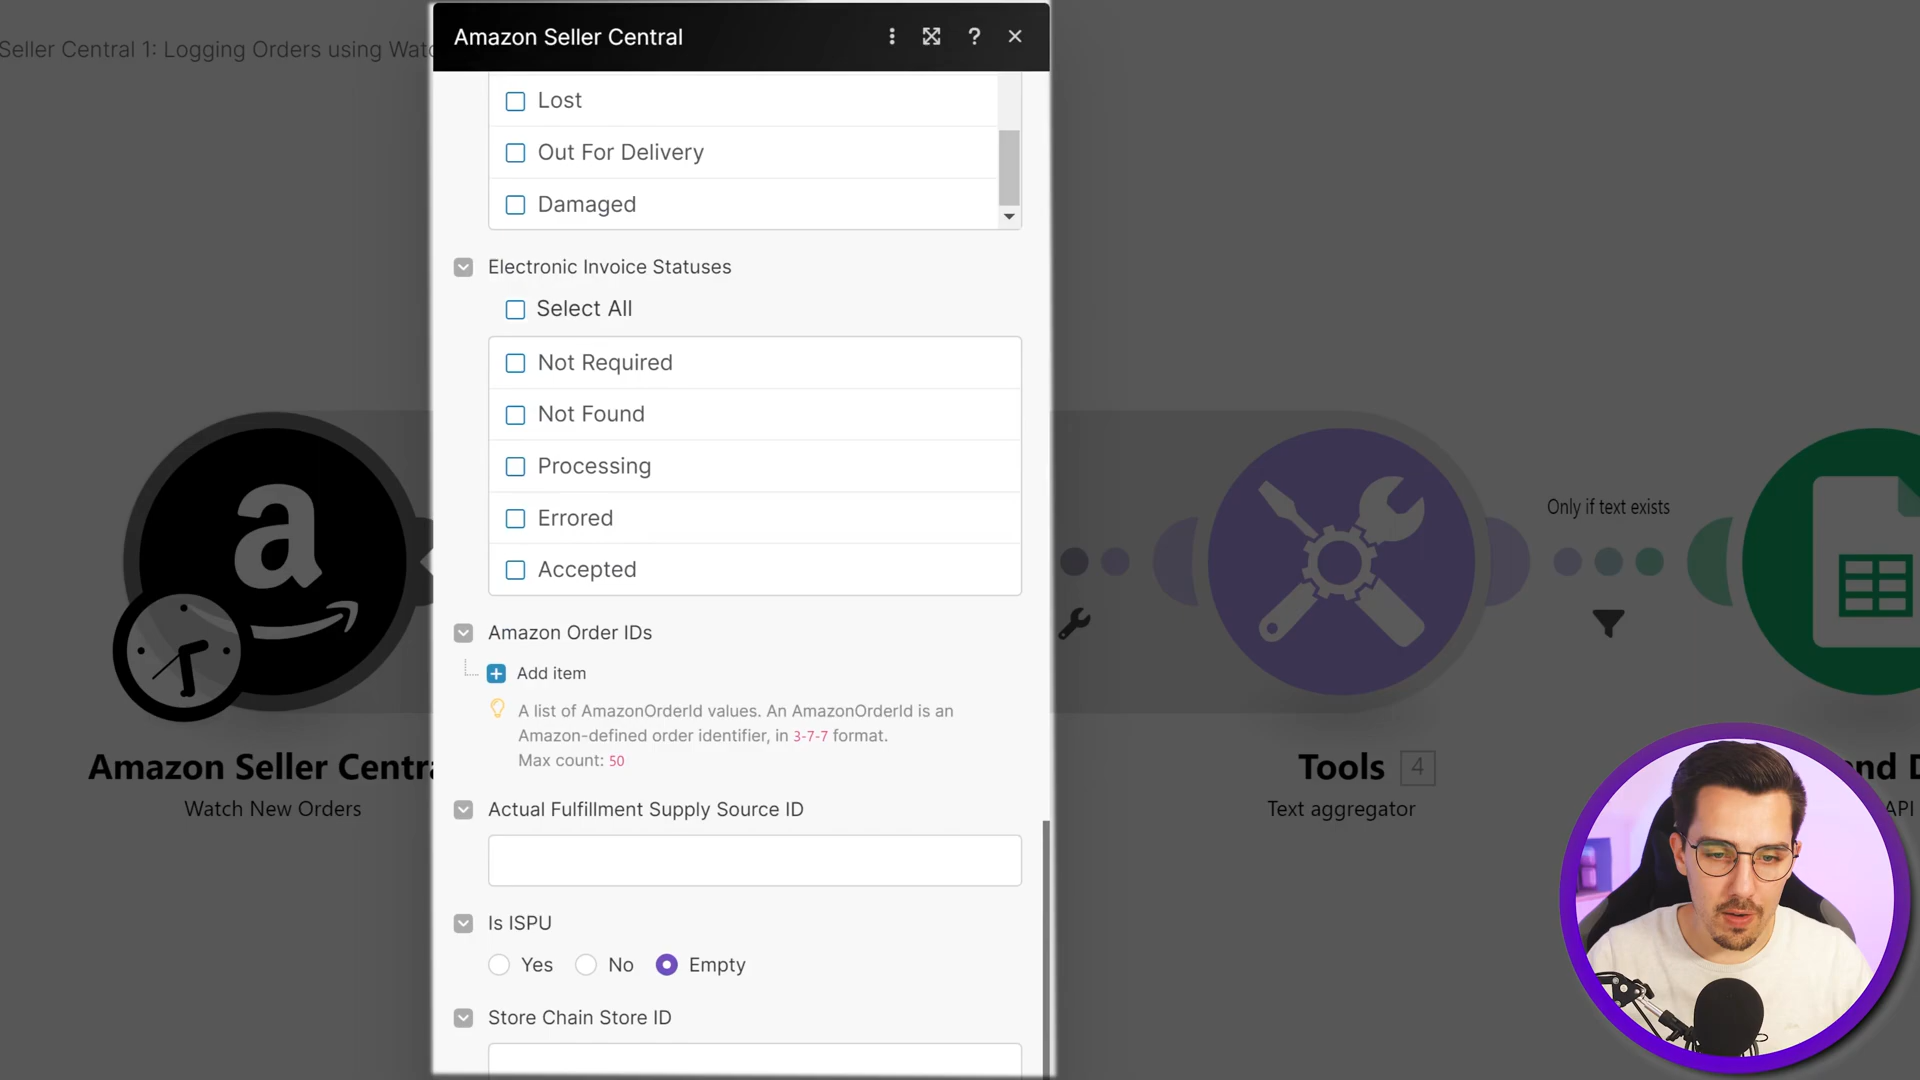 Seller Central 1: Logging Orders using Watc
Amazon Seller Central
Lost
Out For Delivery
Damaged
Electronic Invoice Statuses
Select All
Not Required
Not Found
Processing
Errored
Accepted
Amazon Order IDs
Add item
A list of AmazonOrderId values. An AmazonOrderId is an
Amazon-defined order identifier, in 3-7-7 format.
Max count: 50
Actual Fulfillment Supply Source ID
Is ISPU
Yes No Empty
Store Chain Store ID
Amazon Seller Centra
Watch New Orders
Tools 4
Text aggregator
Only if text exists
end D
API